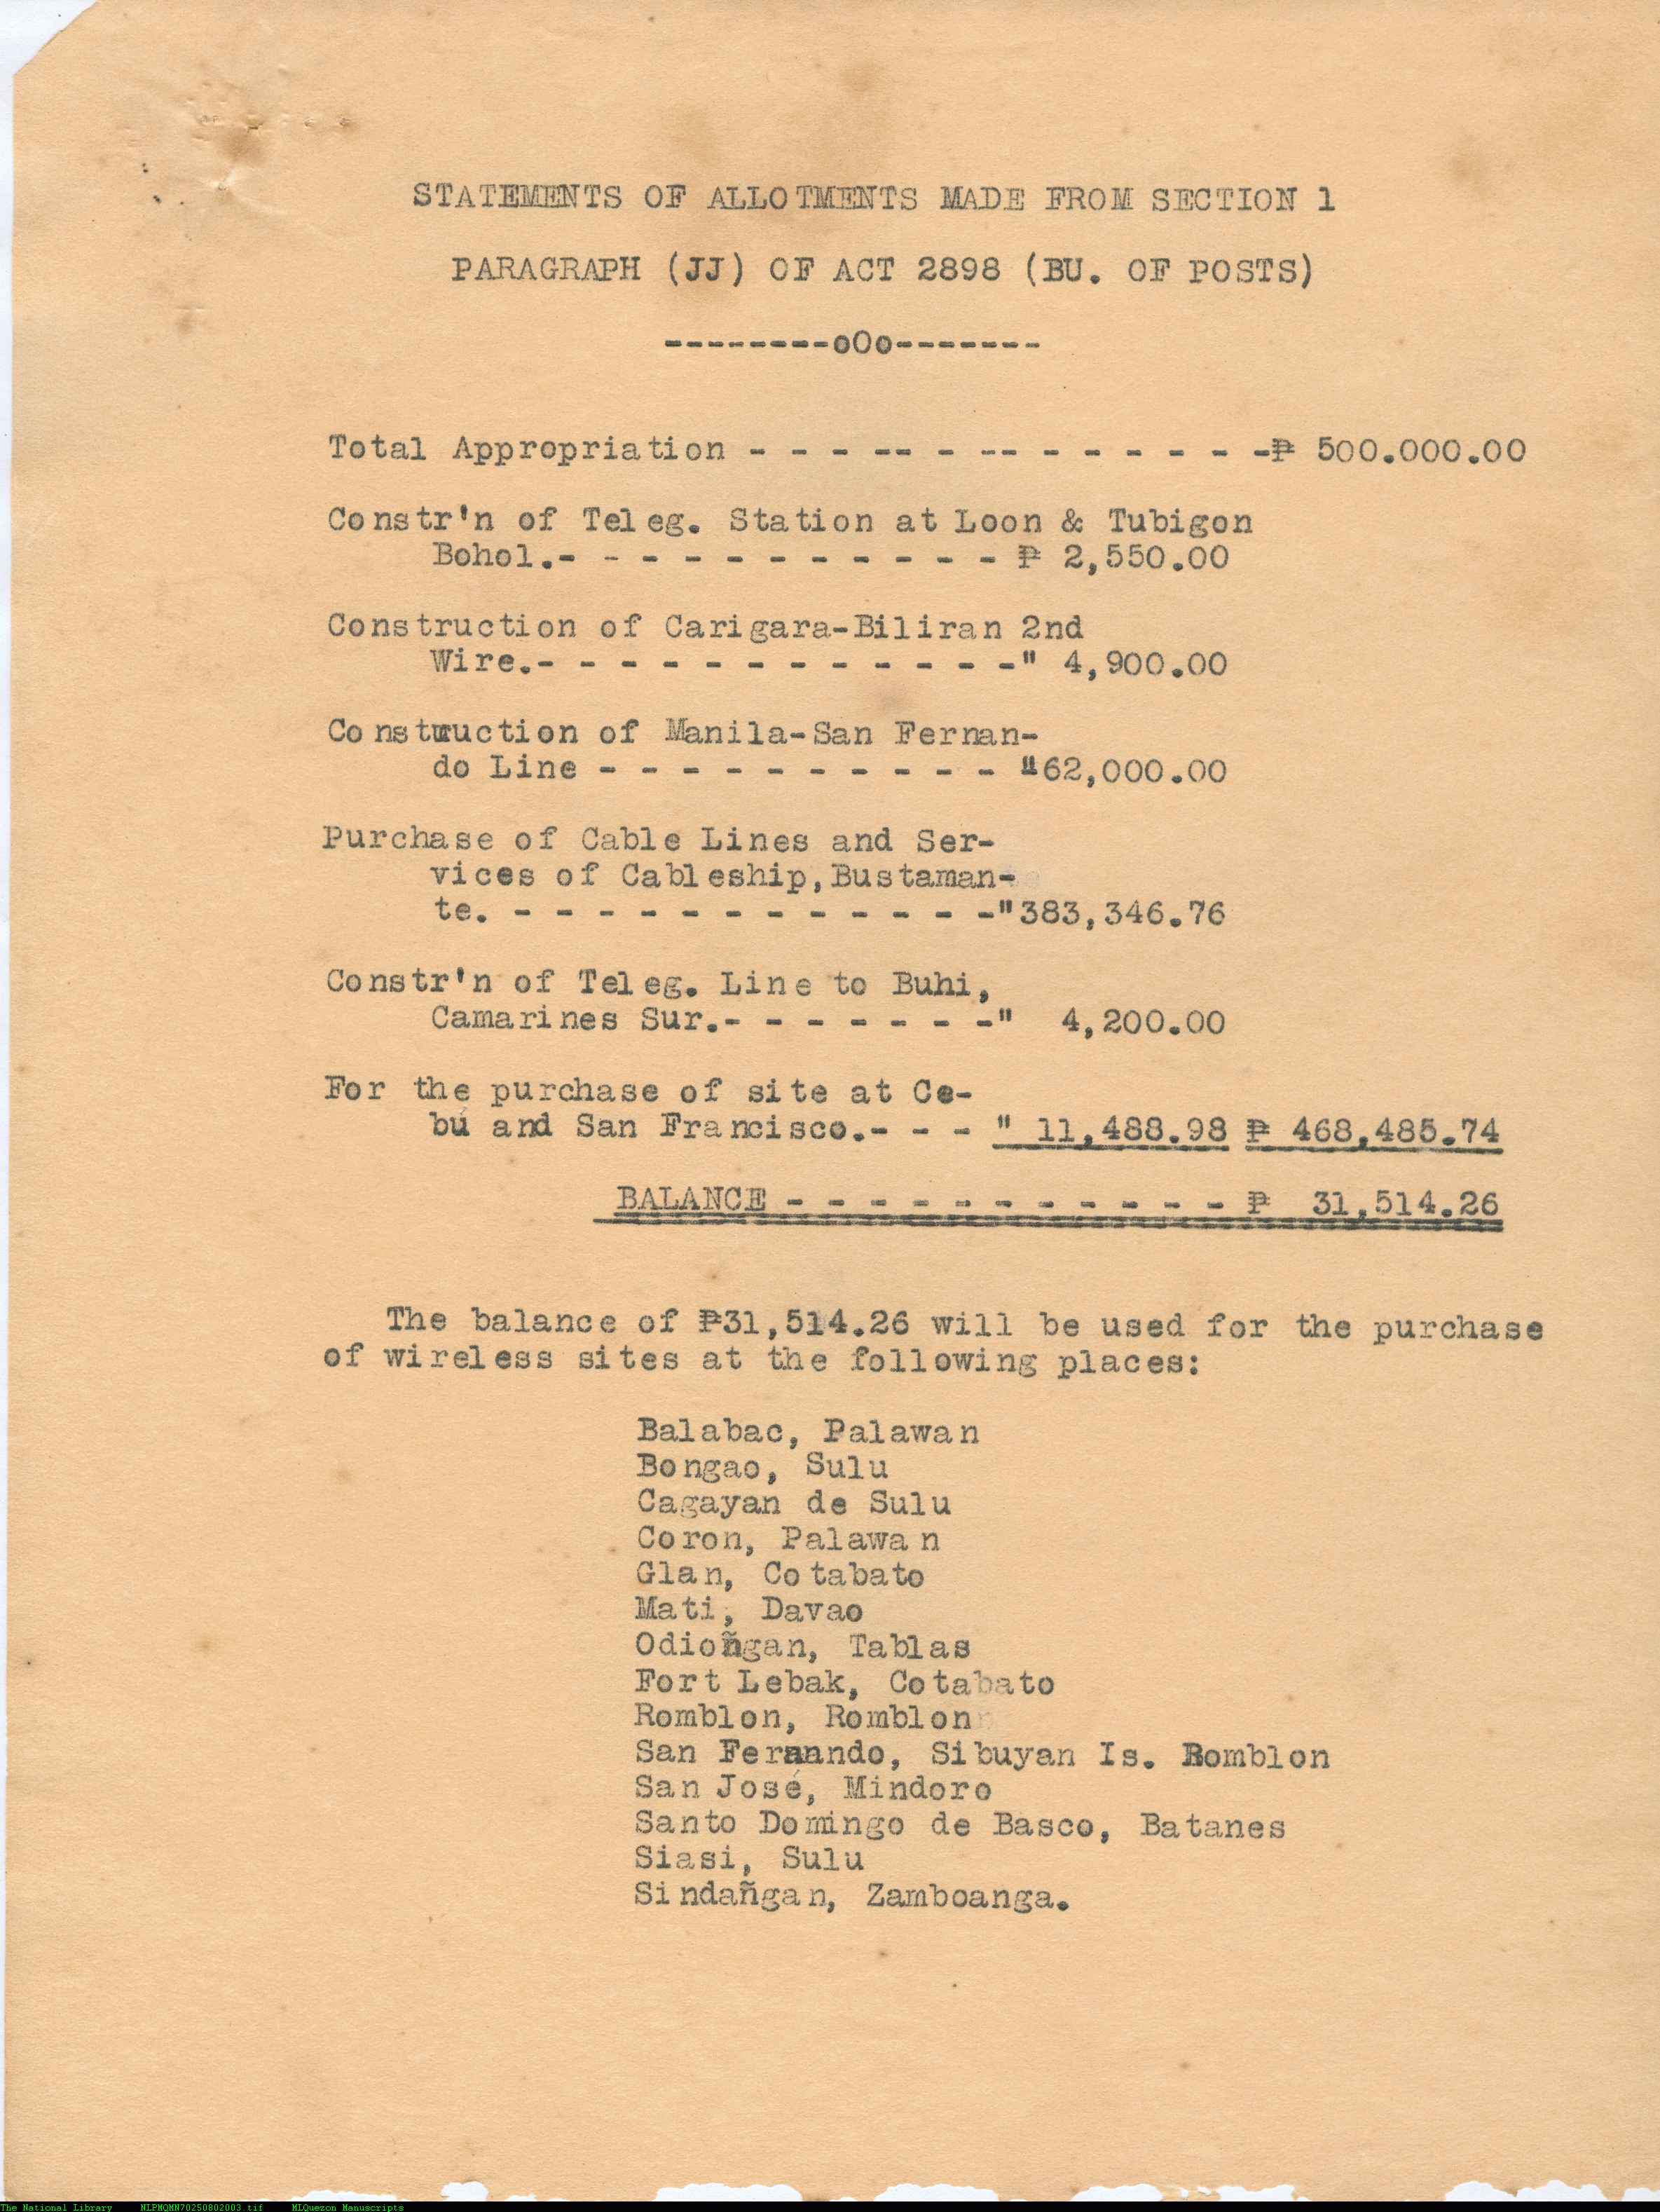 STATEMENTS OF ALLOTMENTS MADE FROM SECTION 1
PARAGRAPH (JJ) OF ACT 2898 (BU. OF POSTS)
--------oOo-------
Total Appropriation - - - -- - -- - - - - - -₱ 500.000.00
Constr'n of Teleg. Station at Loon & Tubigon
Bohol.- - - - - - - - - - - ₱ 2,550.00
Construction of Carigara-Biliran 2nd
Wire.- - - - - - - - - - - -" 4,900.00
Construction of Manila-San Fernan-
do Line - - - - - - - - - - "62,000.00
Purchase of Cable Lines and Ser-
vices of Cableship,Bustaman-
te. - - - - - - - - - - - -"383,346.76
Constr'n of Teleg. Line to Buhi,
Camarines Sur.- - - - - - -" 4,200.00
For the purchase of site at Ce-
bú and San Francisco.- - - " 11,488.98 ₱ 468,485.74
BALANCE - - - - - - - - - - - ₱ 31,514.26
The balance of ₱31,514.26 will be used for the purchase
of wireless sites at the following places:
Balabac, Palawan
Bongao, Sulu
Cagayan de Sulu
Coron, Palawan
Glan, Cotabato
Mati, Davao
Odioñgan, Tablas
Fort Lebak, Cotabato
Romblon, Romblon
San Fernando, Sibuyan Is. Romblon
San José, Mindoro
Santo Domingo de Basco, Batanes
Siasi, Sulu
Sindañgan, Zamboanga.
The National Library NLPMQMN70250802003.tif MLQuezon Manuscripts